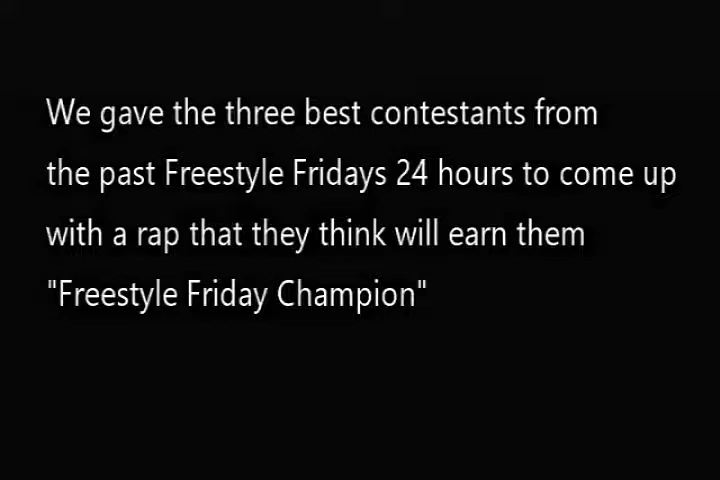 We gave the three best contestants from
the past Freestyle Fridays 24 hours to come up
with a rap that they think will earn them
"Freestyle Friday Champion"